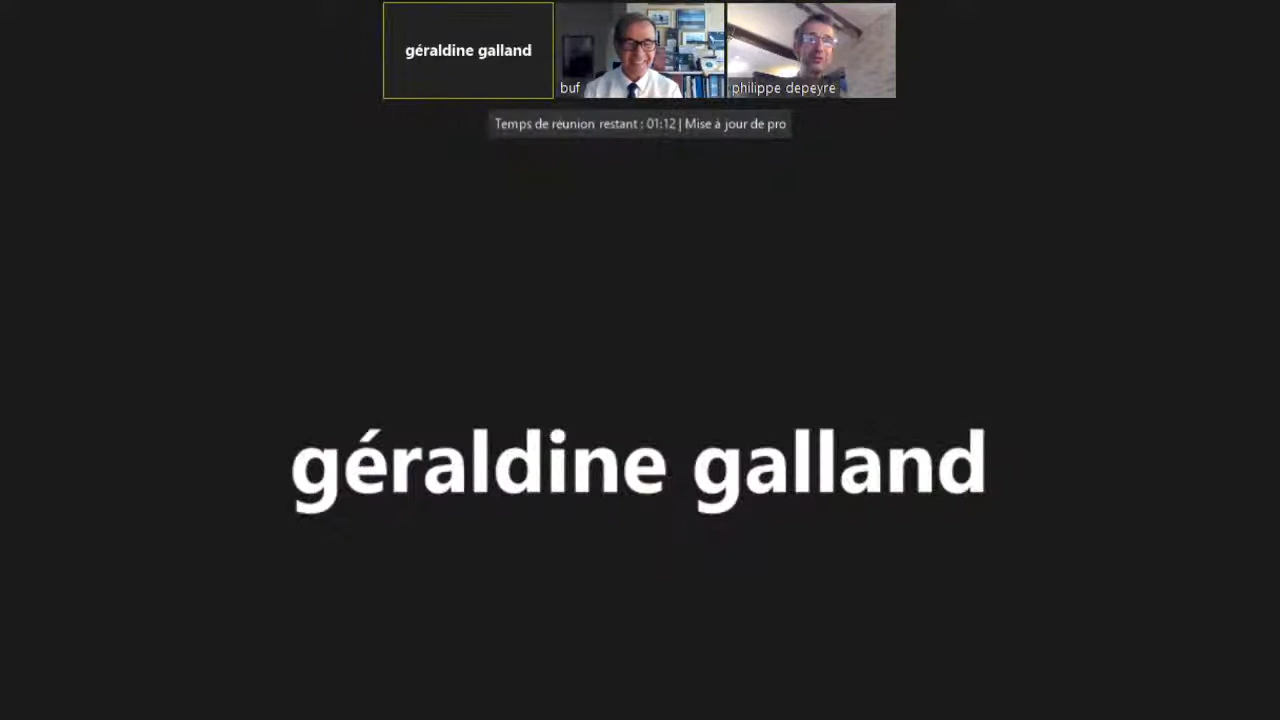 géraldine galland
buf
philippe depeyre
Temps de réunion restant : 01:12 | Mise à jour de pro
géraldine galland